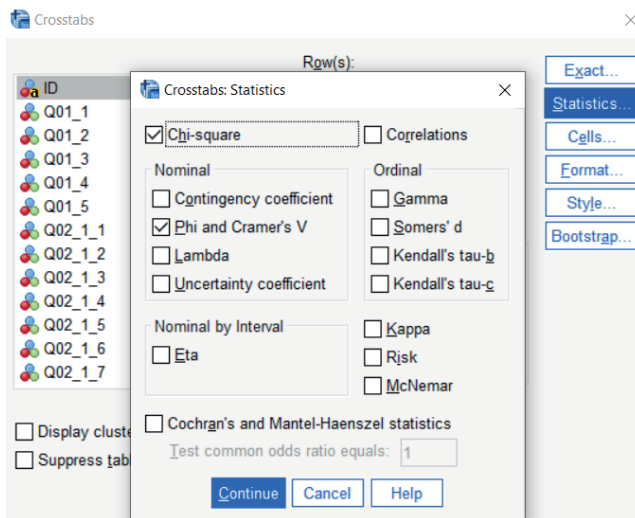 Crosstabs
Row(s):
ID
Q01_1
Q01_2
Q01_3
Q01_4
Q01_5
Q02_1_1
Q02_1_2
Q02_1_3
Q02_1_4
Q02_1_5
Q02_1_6
Q02_1_7
Display cluste
Suppress tab
Exact...
Statistics...
Cells...
Format...
Style...
Bootstrap...
Crosstabs: Statistics
Chi-square
Correlations
Nominal
Contingency coefficient
Phi and Cramer's V
Lambda
Uncertainty coefficient
Ordinal
Gamma
Somers' d
Kendall's tau-b
Kendall's tau-c
Nominal by Interval
Eta
Kappa
Risk
McNemar
Cochran's and Mantel-Haenszel statistics
Test common odds ratio equals: 1
Continue Cancel Help